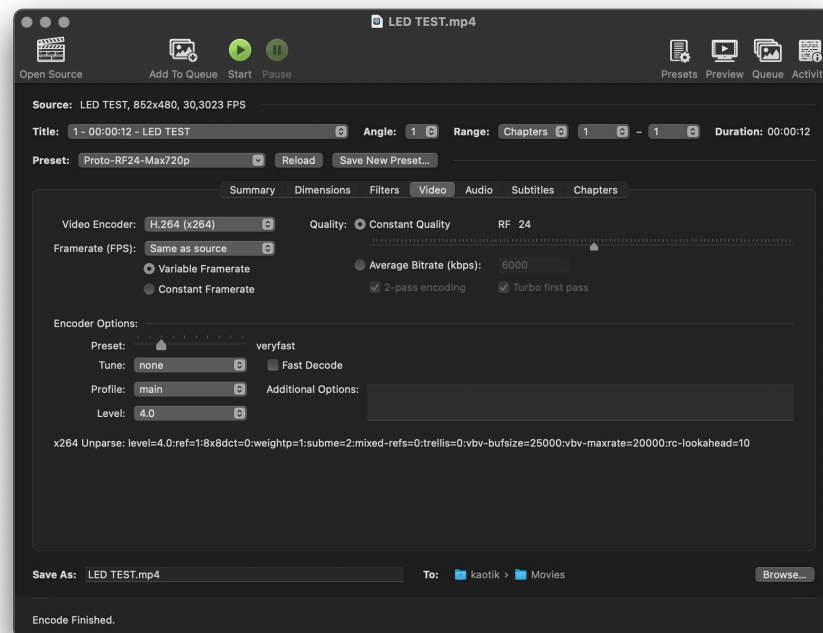 LED TEST.mp4
Open Source
Add To Queue Start Pause
Presets Preview Queue
Source: LED TEST, 852x480, 30,3023 FPS
Title: 1 - 00:00:12 - LED TEST Angle: 1 Range: Chapters 1 – 1 Duration: 00:00:12
Preset: Proto-RF24-Max720p Reload Save New Preset...
Summary Dimensions Filters Video Audio Subtitles Chapters
Video Encoder: H.264 (x264) Quality: Constant Quality RF 24
Framerate (FPS): Same as source
Variable Framerate Average Bitrate (kbps): 6000
Constant Framerate 2-pass encoding Turbo first pass
Encoder Options:
Preset: veryfast
Tune: none Fast Decode
Profile: main Additional Options:
Level: 4.0
x264 Unparse: level=4.0:ref=1:8x8dct=0:weightp=1:subme=2:mixed-refs=0:trellis=0:vbv-bufsize=25000:vbv-maxrate=20000:rc-lookahead=10
Save As: LED TEST.mp4 To: kaotik › Movies Browse...
Encode Finished.